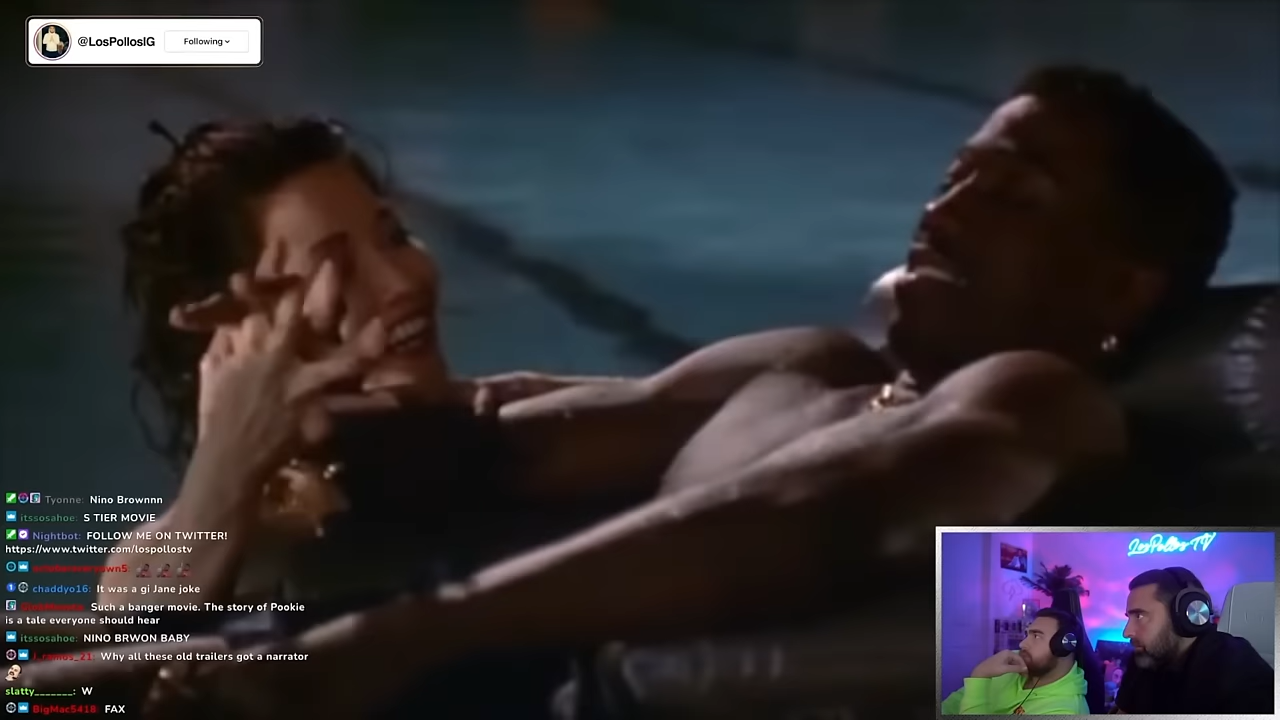 @LosPollosIG
Following
Tyonne: Nino Brownnn
itssosahoe: S TIER MOVIE
Nightbot: FOLLOW ME ON TWITTER!
https://www.twitter.com/lospollostv
chaddyo16: It was a gi Jane joke
Such a banger movie. The story of Pookie
is a tale everyone should hear
itssosahoe: NINO BRWON BABY
j_ramos_21: Why all these old trailers got a narrator
slatty_______: W
BigMac5418: FAX
LosPollosTV